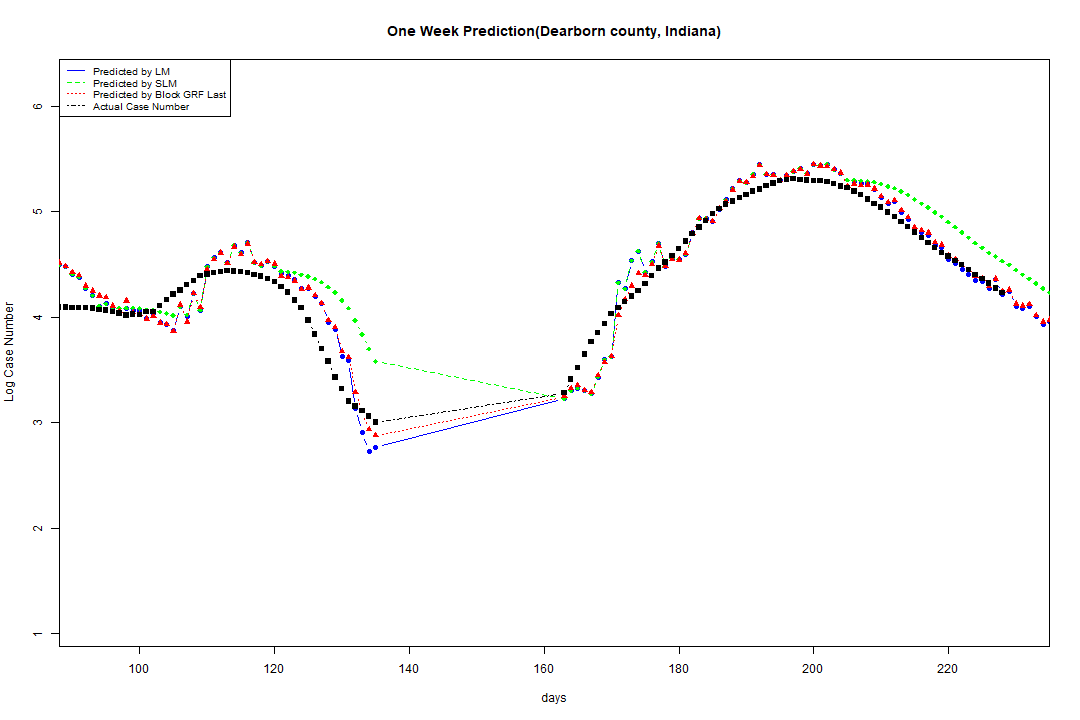 One Week Prediction(Dearborn county, Indiana)
Predicted by LM
Predicted by SLM
Predicted by Block GRF Last
Actual Case Number
6
5
4
3
2
1
Log Case Number
100 120 140 160 180 200 220
days